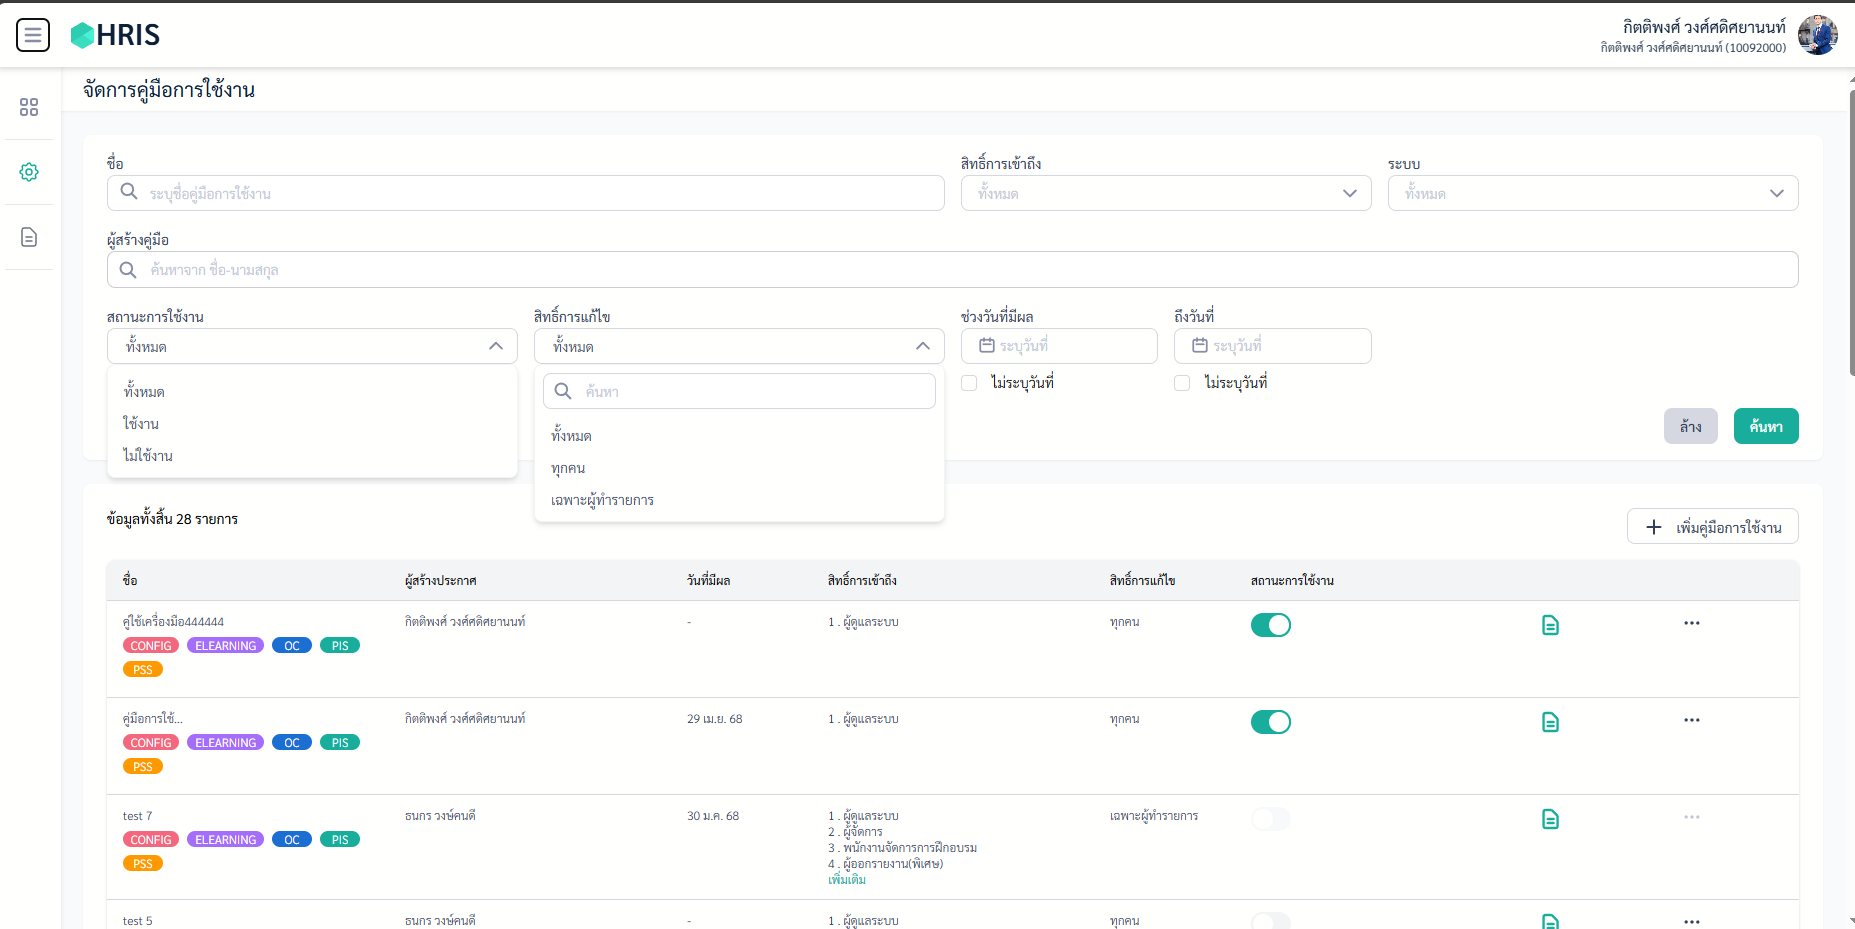 HRIS
กิตติพงศ์ วงศ์ศดิศยานนท์
กิตติพงศ์ วงศ์ศดิศยานนท์ (10092000)
จัดการคู่มือการใช้งาน
ชื่อ
สิทธิ์การเข้าถึง
ระบบ
ระบุชื่อคู่มือการใช้งาน
ทั้งหมด
ทั้งหมด
ผู้สร้างคู่มือ
ค้นหาจาก ชื่อ-นามสกุล
สถานะการใช้งาน
สิทธิ์การแก้ไข
ช่วงวันที่มีผล
ถึงวันที่
ทั้งหมด
ทั้งหมด
ระบุวันที่
ระบุวันที่
ไม่ระบุวันที่
ไม่ระบุวันที่
ทั้งหมด
ใช้งาน
ไม่ใช้งาน
ค้นหา
ทั้งหมด
ทุกคน
เฉพาะผู้ทำรายการ
ล้าง
ค้นหา
ข้อมูลทั้งสิ้น 28 รายการ
เพิ่มคู่มือการใช้งาน
ชื่อ ผู้สร้างประกาศ วันที่มีผล สิทธิ์การเข้าถึง สิทธิ์การแก้ไข สถานะการใช้งาน
คู่ใช้เครื่องมือ444444 กิตติพงศ์ วงศ์ศดิศยานนท์ - 1 . ผู้ดูแลระบบ ทุกคน
CONFIG ELEARNING OC PIS
PSS
คู่มือการใช้... กิตติพงศ์ วงศ์ศดิศยานนท์ 29 เม.ย. 68 1 . ผู้ดูแลระบบ ทุกคน
CONFIG ELEARNING OC PIS
PSS
test 7 ธนกร วงษ์คนดี 30 ม.ค. 68 1 . ผู้ดูแลระบบ เฉพาะผู้ทำรายการ
2 . ผู้จัดการ
CONFIG ELEARNING OC PIS
3 . พนักงานจัดการการฝึกอบรม
PSS
4 . ผู้ออกรายงาน(พิเศษ)
เพิ่มเติม
test 5 ธนกร วงษ์คนดี - 1 . ผู้ดูแลระบบ ทุกคน